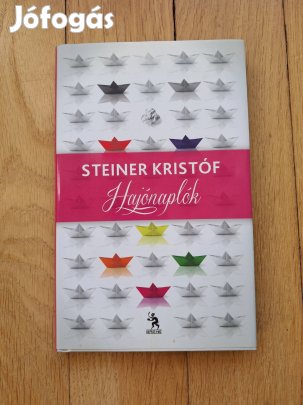 Jófogás
STEINER KRISTÓF
Hajónaplók